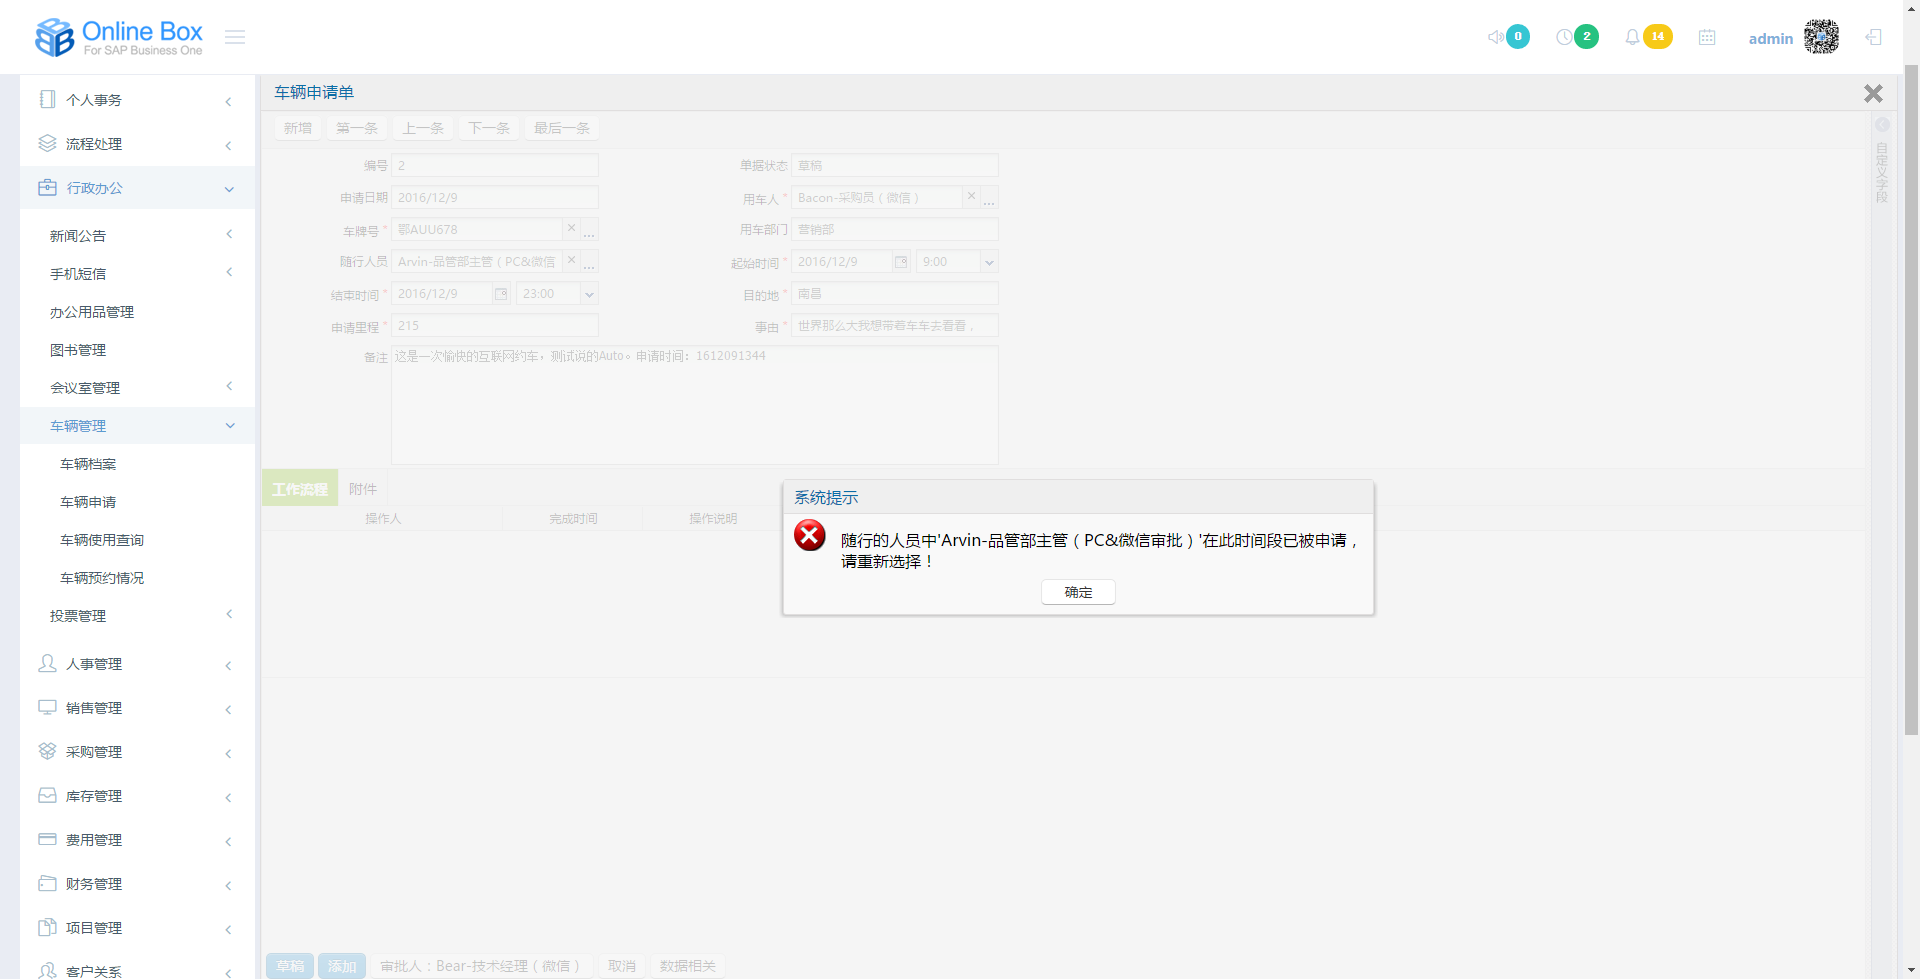 Online Box
For SAP Business One
0
2
14
admin
个人事务
流程处理
行政办公
新闻公告
手机短信
办公用品管理
图书管理
会议室管理
车辆管理
车辆档案
车辆申请
车辆使用查询
车辆预约情况
投票管理
人事管理
销售管理
采购管理
库存管理
费用管理
财务管理
项目管理
客户关系
车辆申请单
新增 第一条 上一条 下一条 最后一条
自定义字段
编号 2 单据状态 草稿
申请日期 2016/12/9 用车人* Bacon-采购员（微信） ...
车牌号* 鄂AUU678 ... 用车部门 营销部
随行人员 Arvin-品管部主管（PC&微信 ... 起始时间* 2016/12/9 9:00
结束时间* 2016/12/9 23:00 目的地* 南昌
申请里程* 215 事由* 世界那么大我想带着车车去看看，
备注 这是一次愉快的互联网约车，测试说的Auto。申请时间：1612091344
工作流程 附件
操作人 完成时间 操作说明
系统提示
随行的人员中'Arvin-品管部主管（PC&微信审批）'在此时间段已被申请，
请重新选择！
确定
草稿 添加 审批人：Bear-技术经理（微信） 取消 数据相关